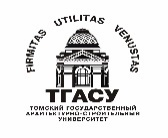 FIRMITAS UTILITAS VENUSTAS
ТГАСУ
ТОМСКИЙ ГОСУДАРСТВЕННЫЙ
АРХИТЕКТУРНО-СТРОИТЕЛЬНЫЙ
УНИВЕРСИТЕТ